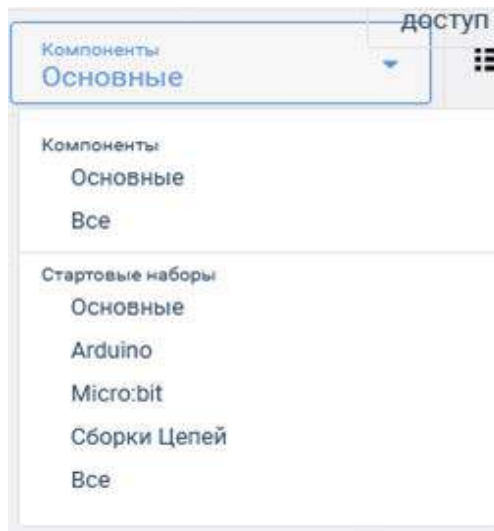 доступ
Компоненты
Основные
Компоненты
Основные
Все
Стартовые наборы
Основные
Arduino
Micro:bit
Сборки Цепей
Все